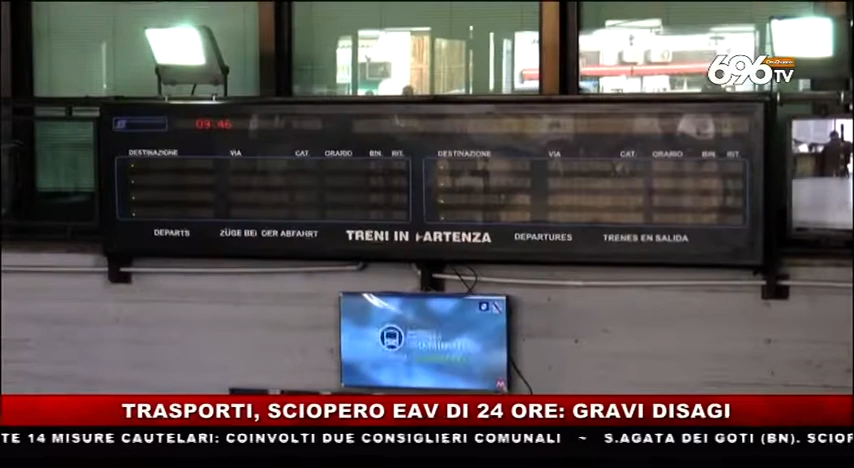 696 TV
03.46
DESTINAZIONE VIA CAT. ORARIO BIN. RIT. DESTINAZIONE VIA CAT. ORARIO BIN. RIT.
DEPARTS ZÜGE BEI DER ABFAHRT TRENI IN PARTENZA DEPARTURES TRENES EN SALIDA
TRASPORTI, SCIOPERO EAV DI 24 ORE: GRAVI DISAGI
TE 14 MISURE CAUTELARI: COINVOLTI DUE CONSIGLIERI COMUNALI ~ S.AGATA DEI GOTI (BN). SCIOP